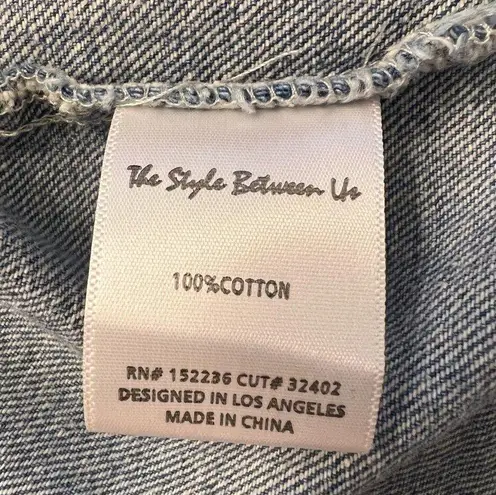 The Style Between Us
100%COTTON
RN# 152236 CUT# 32402
DESIGNED IN LOS ANGELES
MADE IN CHINA